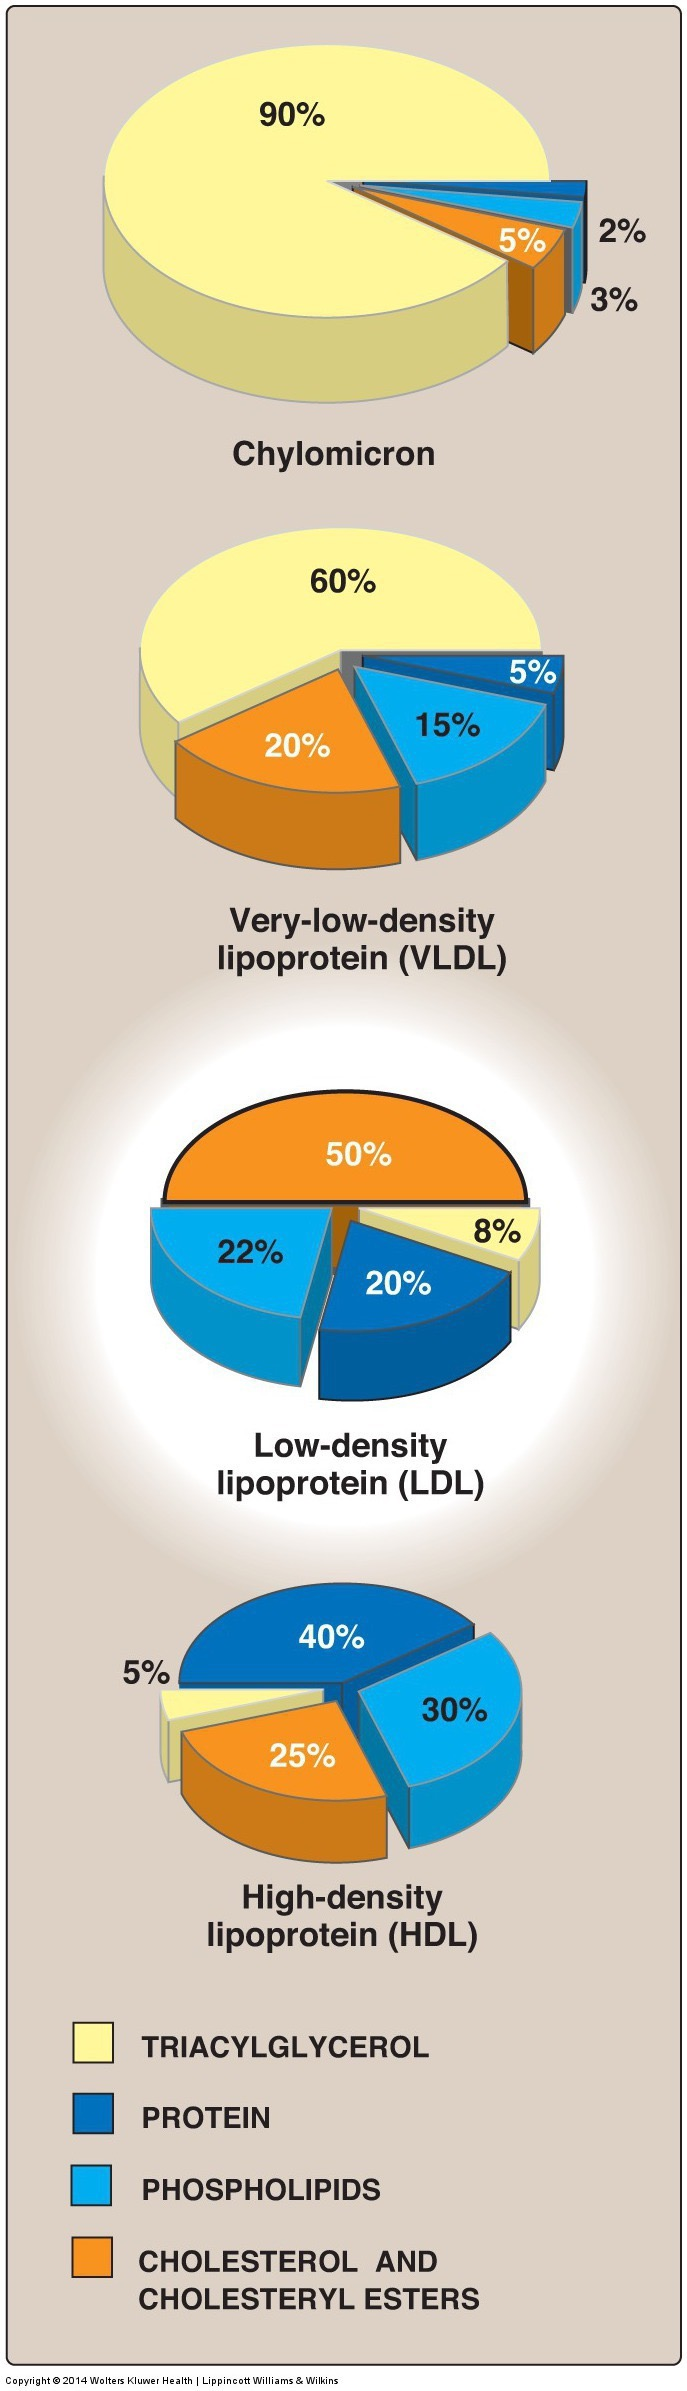 90%
5%
2%
3%
Chylomicron
60%
5%
15%
20%
Very-low-density
lipoprotein (VLDL)
50%
8%
22%
20%
Low-density
lipoprotein (LDL)
40%
5%
30%
25%
High-density
lipoprotein (HDL)
TRIACYLGLYCEROL
PROTEIN
PHOSPHOLIPIDS
CHOLESTEROL AND
CHOLESTERYL ESTERS
Copyright © 2014 Wolters Kluwer Health | Lippincott Williams & Wilkins